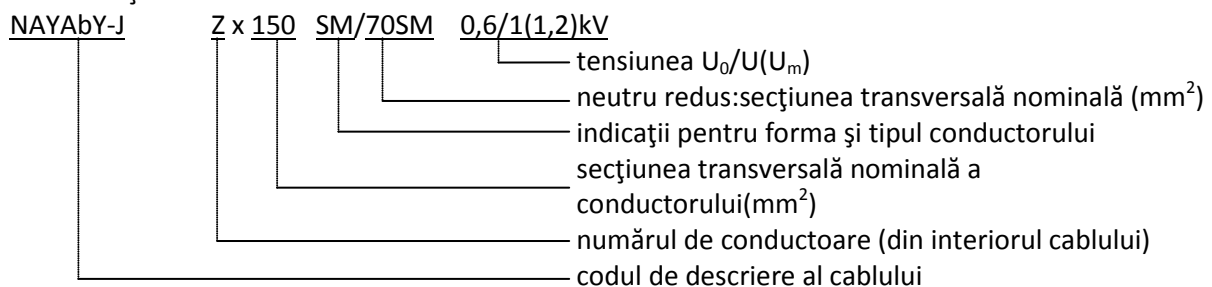 NAYAbY-J Z x 150 SM/70SM 0,6/1(1,2)kV
tensiunea U₀/U(Uₘ)
neutru redus:secţiunea transversală nominală (mm²)
indicaţii pentru forma şi tipul conductorului
secţiunea transversală nominală a
conductorului(mm²)
numărul de conductoare (din interiorul cablului)
codul de descriere al cablului